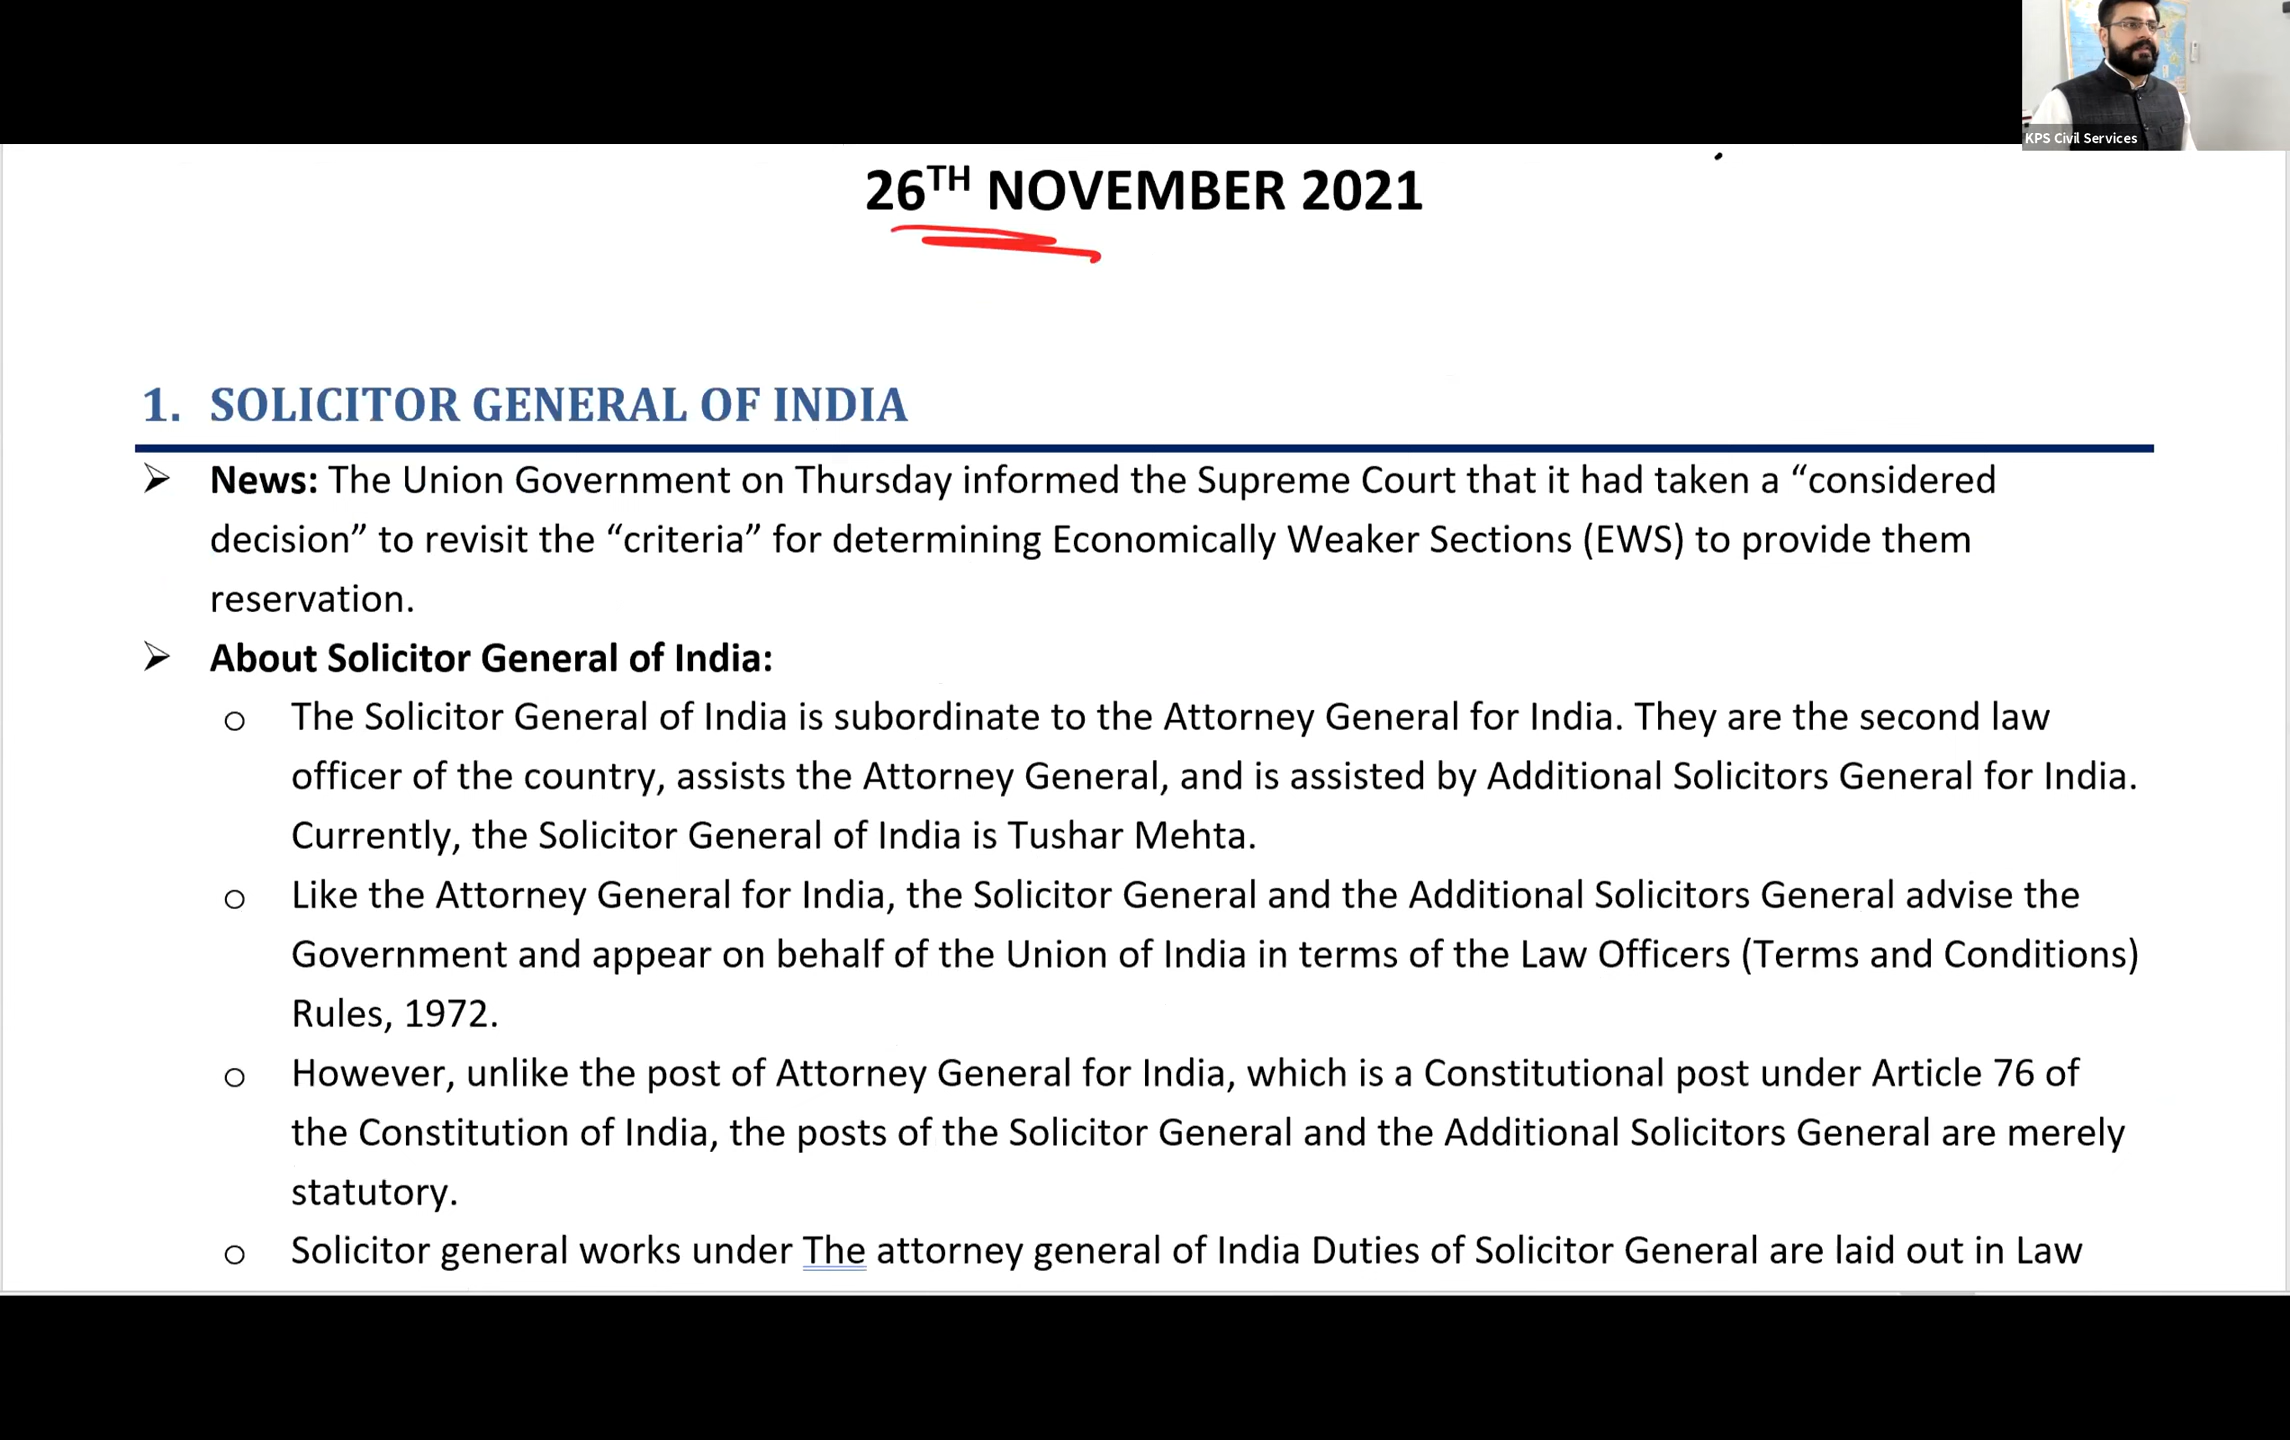 KPS Civil Services
26TH NOVEMBER 2021
1. SOLICITOR GENERAL OF INDIA
➢ News: The Union Government on Thursday informed the Supreme Court that it had taken a “considered
decision” to revisit the “criteria” for determining Economically Weaker Sections (EWS) to provide them
reservation.
➢ About Solicitor General of India:
o The Solicitor General of India is subordinate to the Attorney General for India. They are the second law
officer of the country, assists the Attorney General, and is assisted by Additional Solicitors General for India.
Currently, the Solicitor General of India is Tushar Mehta.
o Like the Attorney General for India, the Solicitor General and the Additional Solicitors General advise the
Government and appear on behalf of the Union of India in terms of the Law Officers (Terms and Conditions)
Rules, 1972.
o However, unlike the post of Attorney General for India, which is a Constitutional post under Article 76 of
the Constitution of India, the posts of the Solicitor General and the Additional Solicitors General are merely
statutory.
o Solicitor general works under The attorney general of India Duties of Solicitor General are laid out in Law